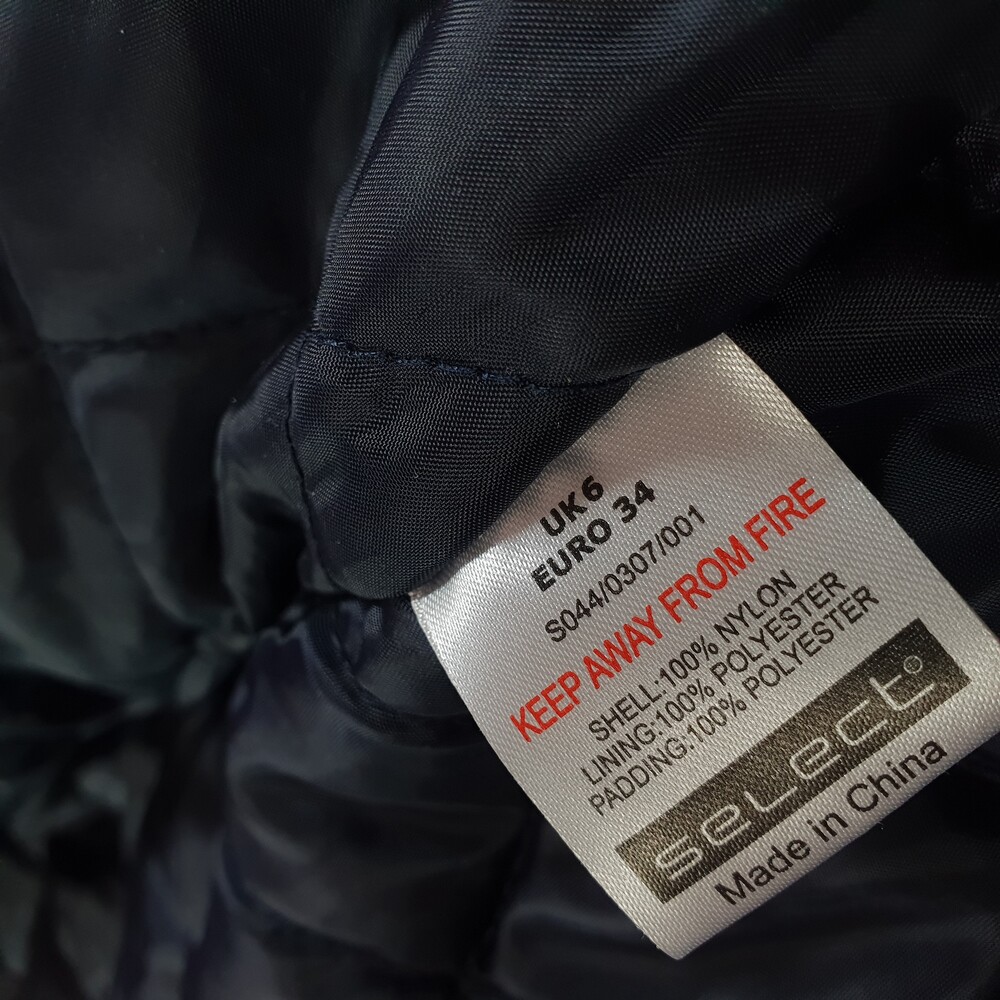 UK 6
EURO 34
S044/0307/001
KEEP AWAY FROM FIRE
SHELL:100% NYLON
LINING:100% POLYESTER
PADDING:100% POLYESTER
seLect®
Made in China